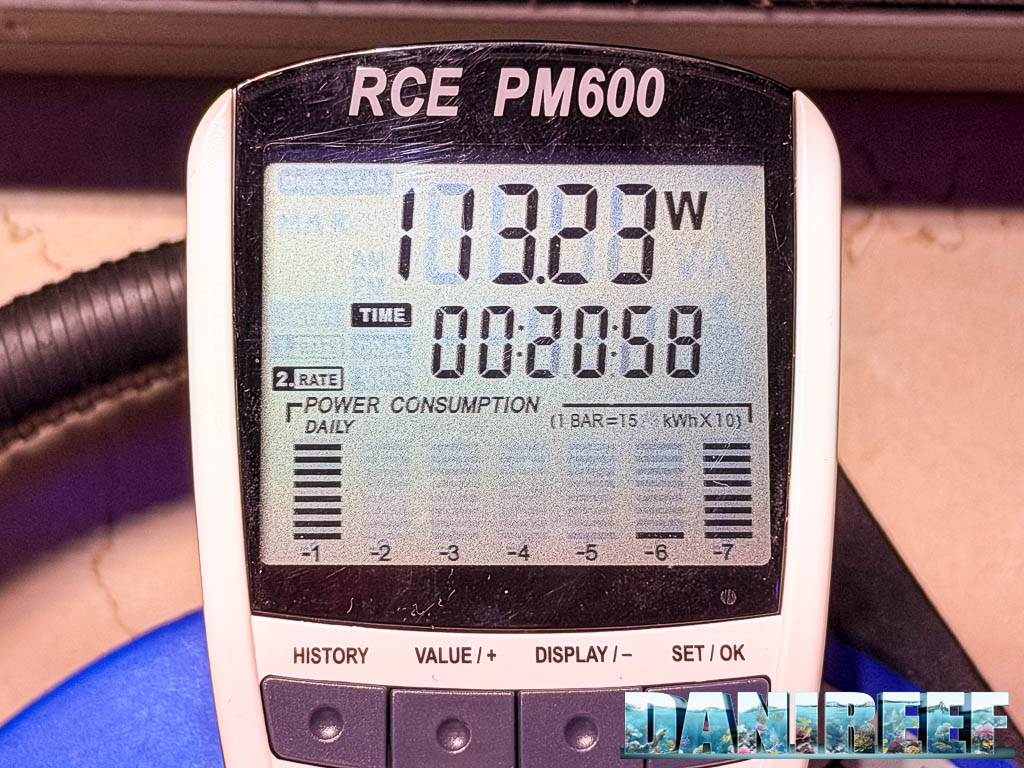 RCE PM600
113.23 W
TIME 00:20:58
2. RATE
POWER CONSUMPTION
DAILY (1 BAR=15 kWhX10)
-1 -2 -3 -4 -5 -6 -7
HISTORY VALUE / + DISPLAY / – SET / OK
DANIREEF